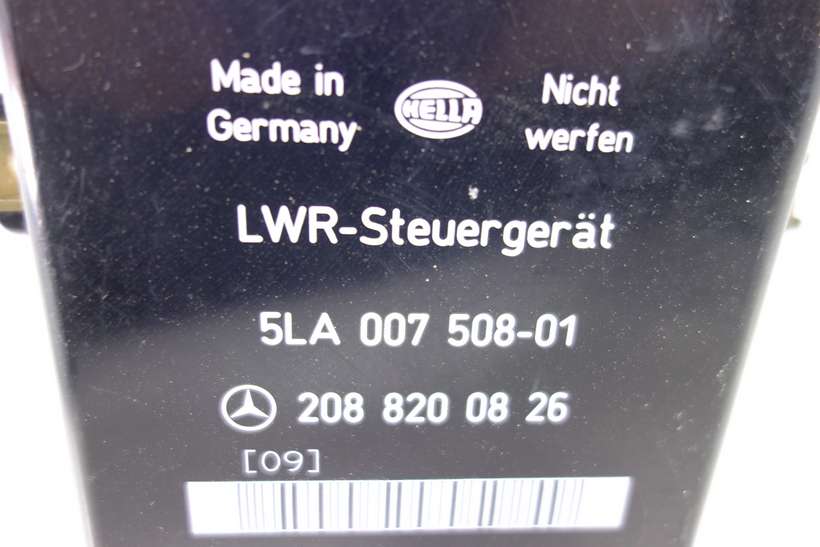 Made in
Germany
HELLA
Nicht
werfen
LWR-Steuergerät
5LA 007 508-01
208 820 08 26
[09]